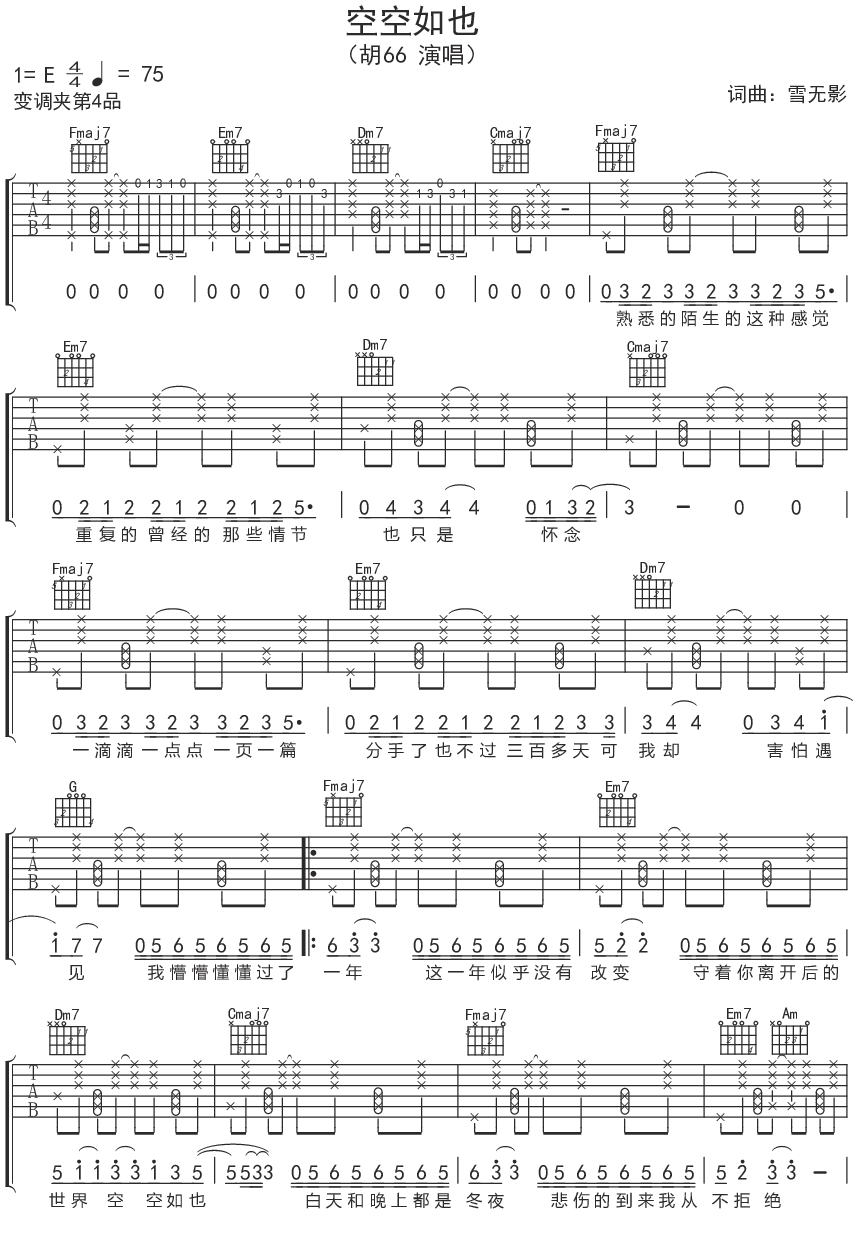 空空如也
（胡66 演唱）
1= E 4/4 ♩ = 75
变调夹第4品
词曲：雪无影
Fmaj7 Em7 Dm7 Cmaj7 Fmaj7
0 1 3 1 0 3 0 1 0 3 1 3 0 3 1
T A B 4 4
3 3 3 3 3 3
0 0 0 0 | 0 0 0 0 | 0 0 0 0 | 0 0 0 0 | 0 3 2 3 3 2 3 3 2 3 5•
熟悉的陌生的这种感觉
Em7 Dm7 Cmaj7
T A B
0 2 1 2 2 1 2 2 1 2 5• | 0 4 3 4 4 0 1 3 2 | 3 – 0 0
重复的曾经的那些情节 也只是 怀念
Fmaj7 Em7 Dm7
T A B
0 3 2 3 3 2 3 3 2 3 5• | 0 2 1 2 2 1 2 2 1 2 3 3 | 3 4 4 0 3 4 1
一滴滴一点点一页一篇 分手了也不过三百多天可 我却 害怕遇
G Fmaj7 Em7
T A B
1 7 7 0 5 6 5 6 5 6 5 |: 6 3 3 0 5 6 5 6 5 6 5 | 5 2 2 0 5 6 5 6 5 6 5
见 我懵懵懂懂过了 一年 这一年似乎没有 改变 守着你离开后的
Dm7 Cmaj7 Fmaj7 Em7 Am
T A B
5 1 1 3 3 1 3 5 | 5 5 3 3 0 5 6 5 6 5 6 5 | 6 3 3 0 5 6 5 6 5 6 5 | 5 2 3 3 – |
世界 空 空如也 白天和晚上都是 冬夜 悲伤的到来我从 不拒绝